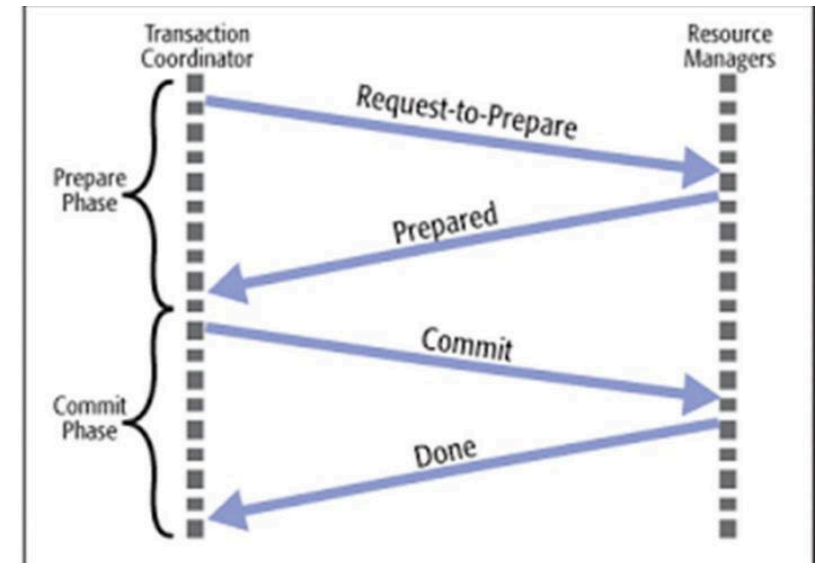 Transaction
Coordinator
Resource
Managers
Request-to-Prepare
Prepare
Phase
Prepared
Commit
Commit
Phase
Done